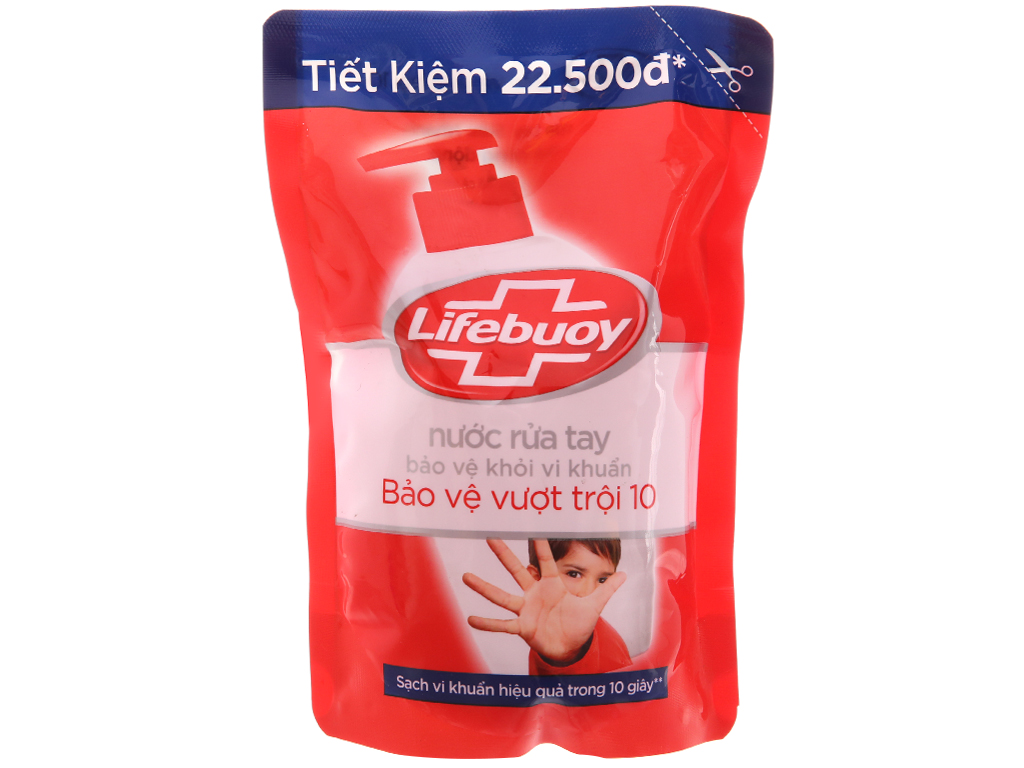 Tiết Kiệm 22.500đ*
Lifebuoy
nước rửa tay
bảo vệ khỏi vi khuẩn
Bảo vệ vượt trội 10
Sạch vi khuẩn hiệu quả trong 10 giây**